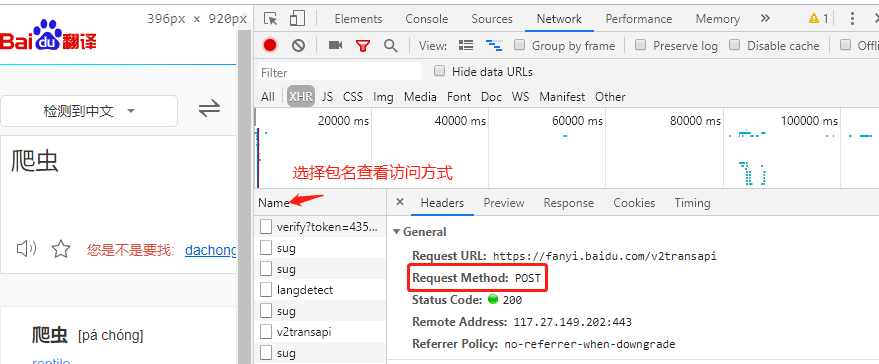 396px × 920px
Elements Console Sources Network Performance Memory » 1
Bai du 翻译
View: Group by frame Preserve log Disable cache Offli
Filter Hide data URLs
All XHR JS CSS Img Media Font Doc WS Manifest Other
检测到中文
20000 ms 40000 ms 60000 ms 80000 ms 100000 ms
爬虫
选择包名查看访问方式
Name × Headers Preview Response Cookies Timing
verify?token=435...
General
sug
Request URL: https://fanyi.baidu.com/v2transapi
您是不是要找: dachong
sug
Request Method: POST
langdetect
Status Code: 200
sug
Remote Address: 117.27.149.202:443
爬虫 [pá chóng]
v2transapi
Referrer Policy: no-referrer-when-downgrade
sug
reptile